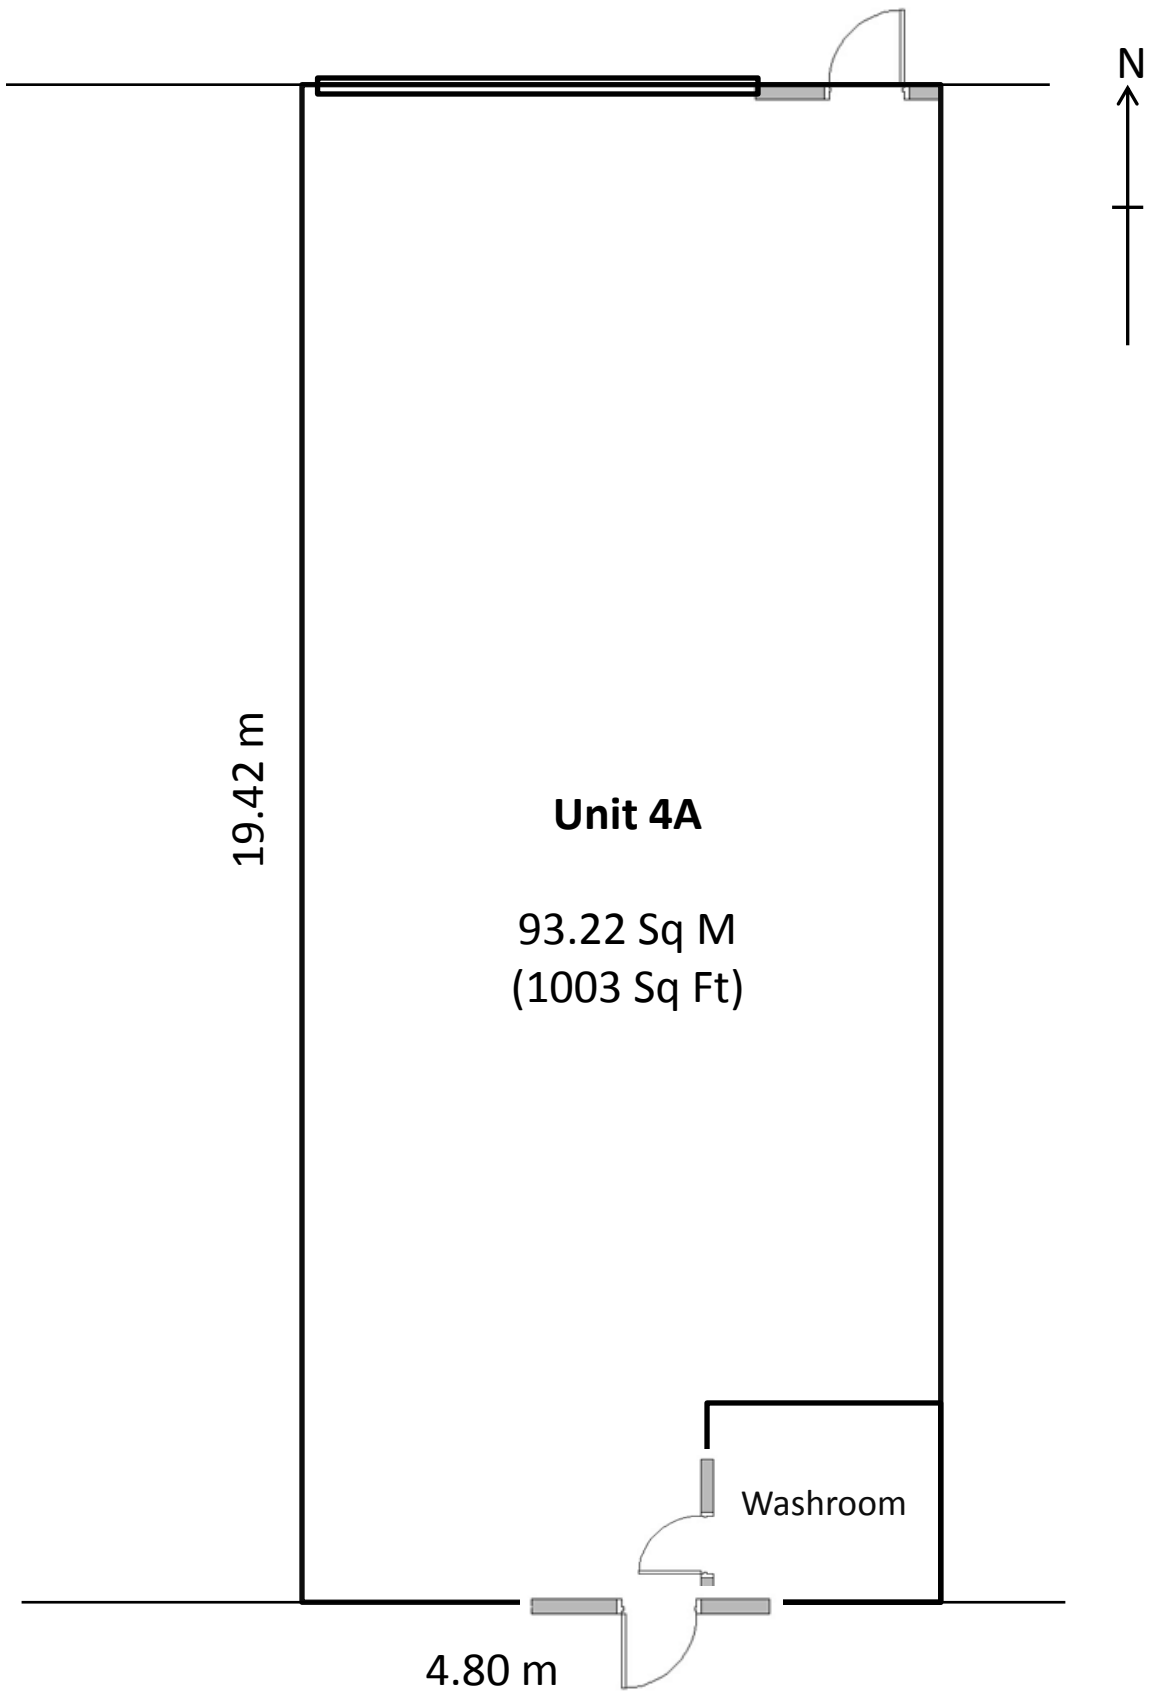 N
19.42 m
Unit 4A
93.22 Sq M
(1003 Sq Ft)
Washroom
4.80 m